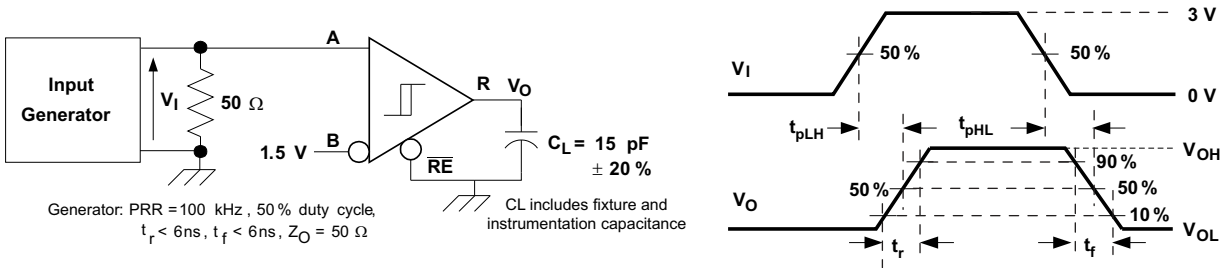 Input
Generator
V_I
50 Ω
A
1.5 V
B
R
V_O
RE
C_L = 15 pF
± 20%
Generator: PRR = 100 kHz , 50% duty cycle,
t_r < 6ns, t_f < 6ns, Z_O = 50 Ω
CL includes fixture and
instrumentation capacitance
3 V
50 %
50 %
V_I
0 V
t_pLH
t_pHL
V_OH
90 %
50 %
50 %
V_O
10 %
V_OL
t_r
t_f